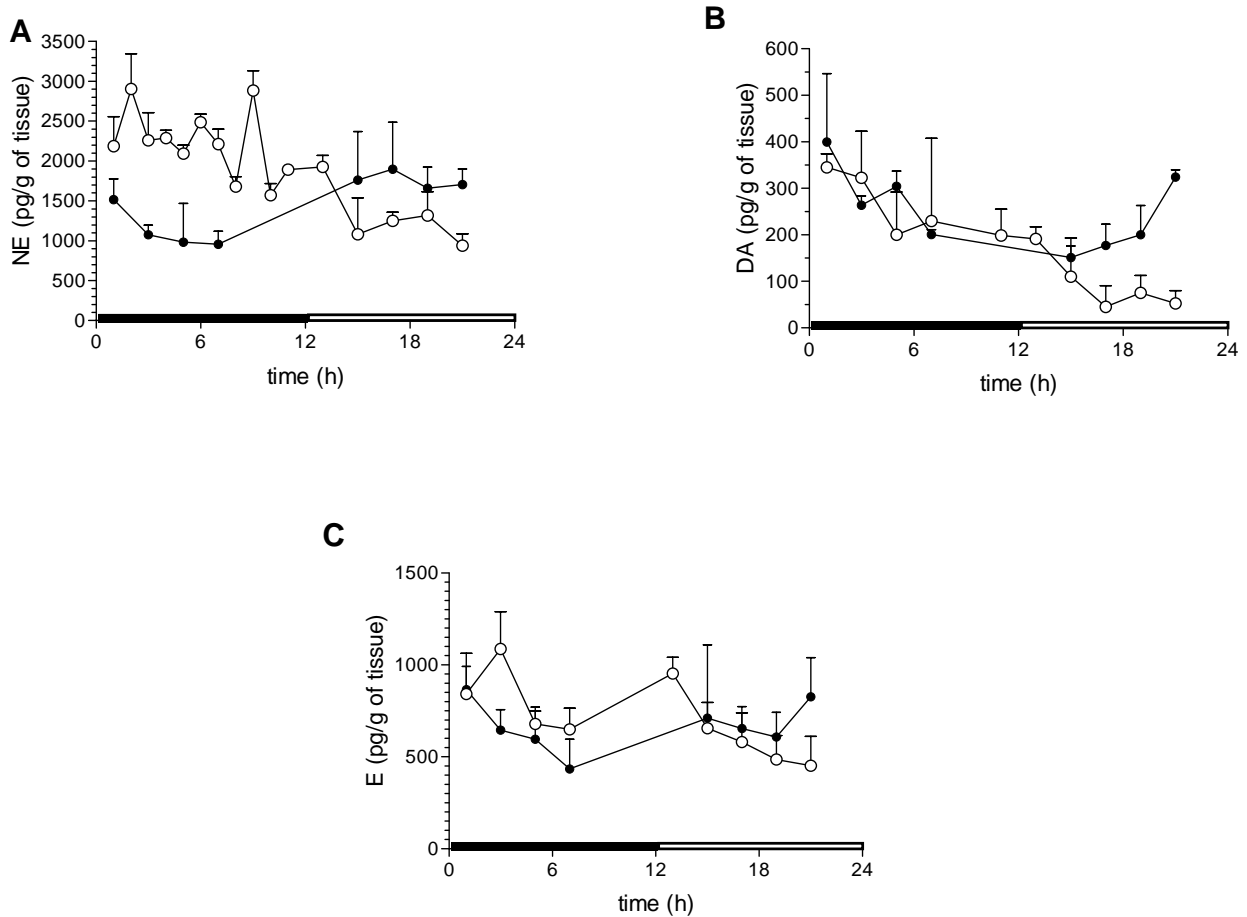 A
NE (pg/g of tissue)
3500
3000
2500
2000
1500
1000
500
0
0 6 12 18 24
time (h)
B
DA (pg/g of tissue)
600
500
400
300
200
100
0
0 6 12 18 24
time (h)
C
E (pg/g of tissue)
1500
1000
500
0
0 6 12 18 24
time (h)